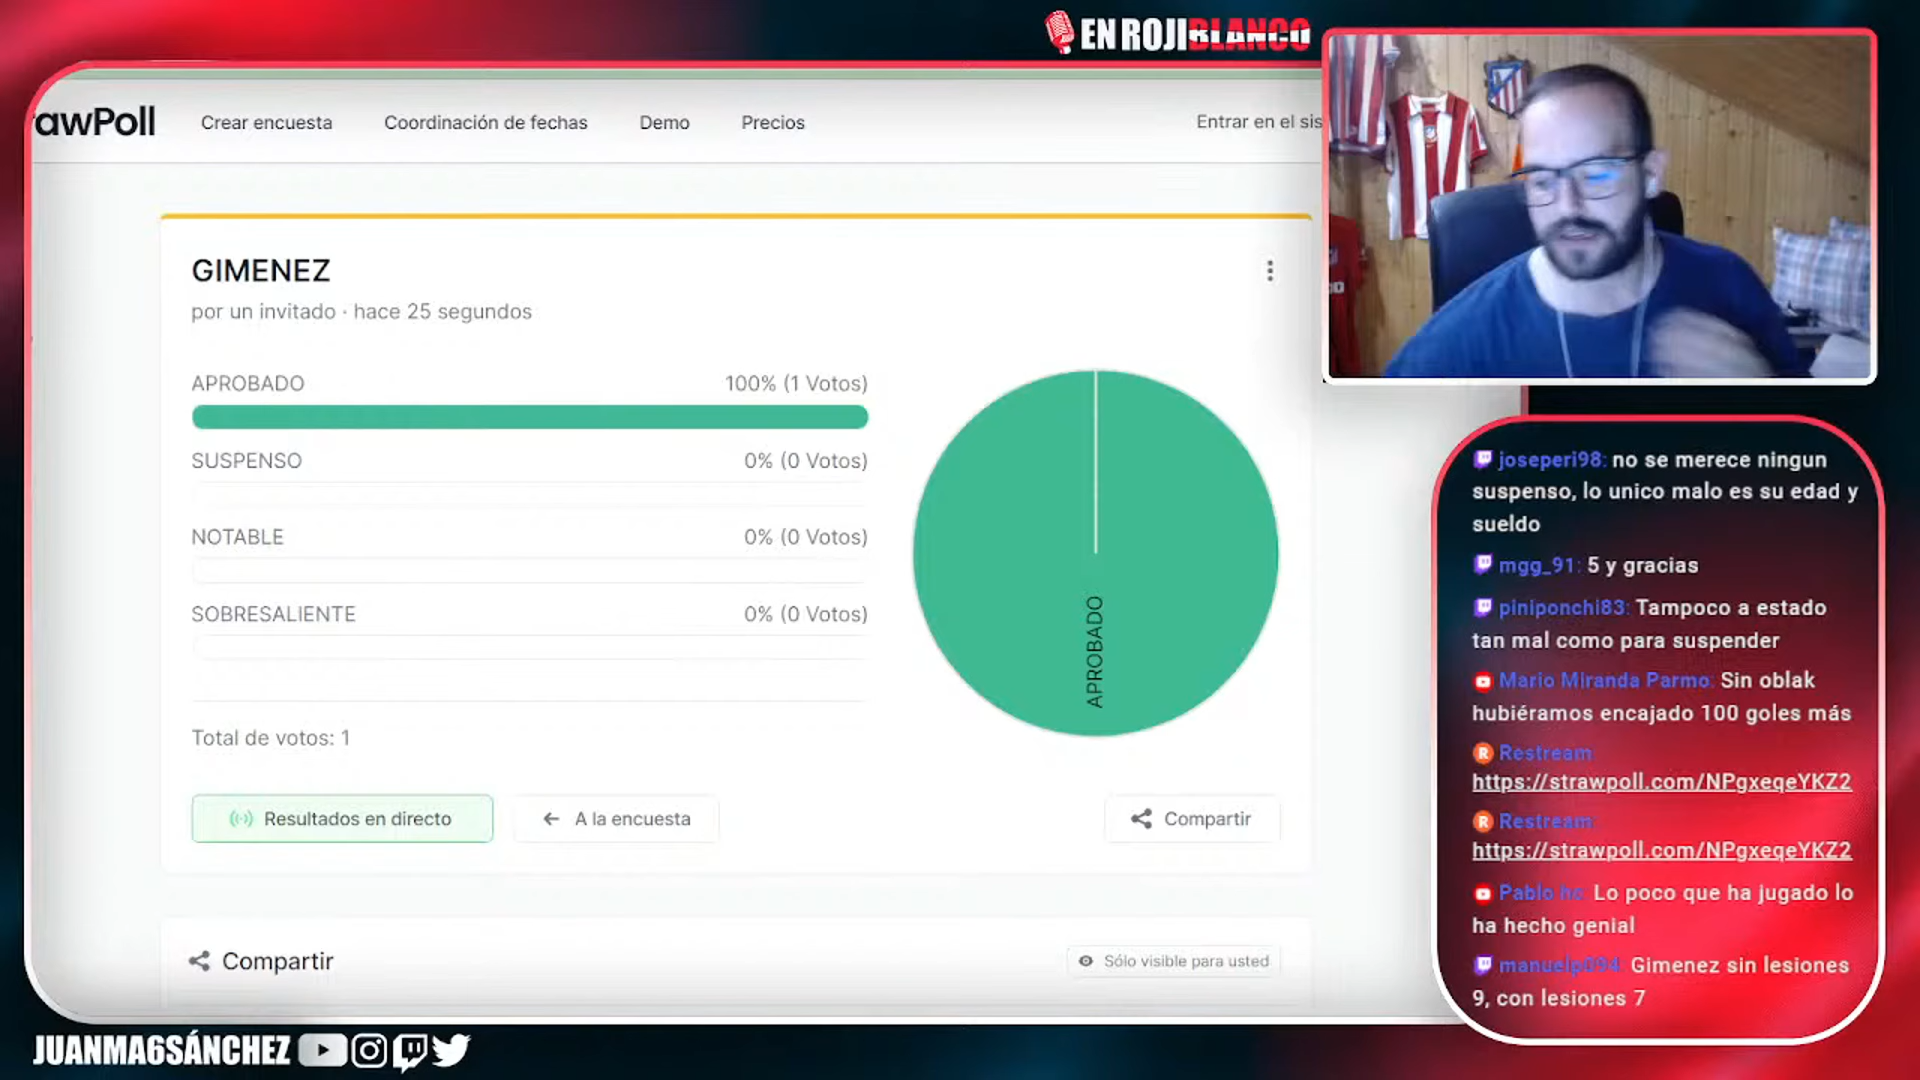 EN ROJIBLANCO
awPoll
Crear encuesta
Coordinación de fechas
Demo
Precios
Entrar en el sis
GIMENEZ
por un invitado · hace 25 segundos
APROBADO
100% (1 Votos)
SUSPENSO
0% (0 Votos)
NOTABLE
0% (0 Votos)
SOBRESALIENTE
0% (0 Votos)
APROBADO
Total de votos: 1
Resultados en directo
A la encuesta
Compartir
Compartir
Sólo visible para usted
joseperi98: no se merece ningun
suspenso, lo unico malo es su edad y
sueldo
mgg_91: 5 y gracias
piniponchi83: Tampoco a estado
tan mal como para suspender
Mario Miranda Parmo: Sin oblak
hubiéramos encajado 100 goles más
Restream:
https://strawpoll.com/NPgxeqeYKZ2
Restream:
https://strawpoll.com/NPgxeqeYKZ2
Pablo hc: Lo poco que ha jugado lo
ha hecho genial
manuelp094: Gimenez sin lesiones
9, con lesiones 7
JUANMA6SÁNCHEZ